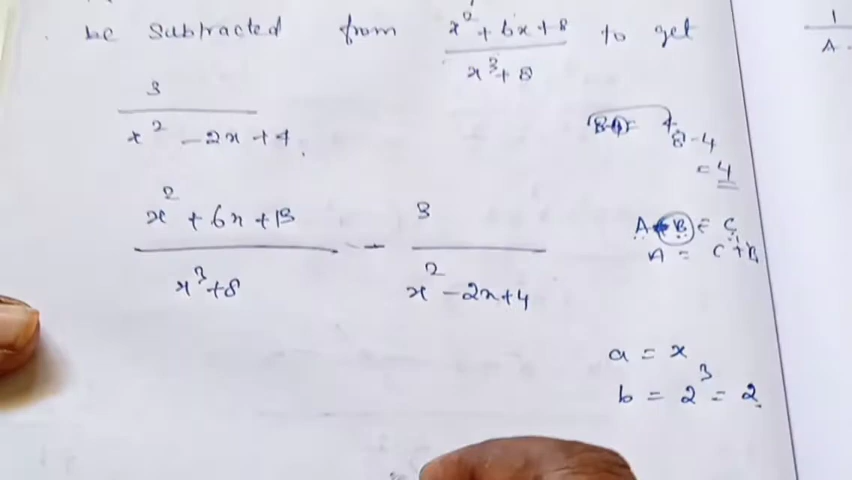 be subtracted from x² + 6x + 8 / x³ + 8 to get
3 / x² - 2x + 4.
8 - 4
= 4
x² + 6x + 13 / x³ + 8 - 3 / x² - 2x + 4
A B = C
A = C + B
a = x
b = 2³ = 2
1
A